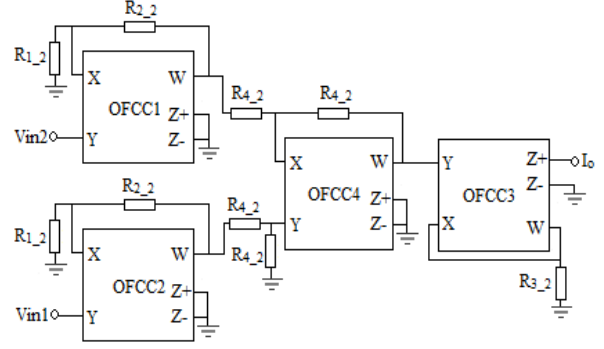 R2_2
R1_2
X
W
OFCC1
Z+
Z-
Vin2
Y
R4_2
R4_2
X
W
OFCC4
Z+
Z-
Y
Y
Z+
Io
Z-
OFCC3
X
W
R3_2
R2_2
R1_2
X
W
OFCC2
Z+
Z-
Vin1
Y
R4_2
R4_2